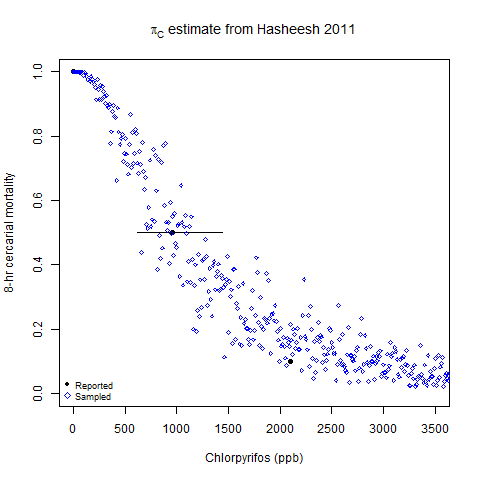 πC estimate from Hasheesh 2011
8-hr cercarial mortality
1.0
0.8
0.6
0.4
0.2
0.0
Reported
Sampled
0 500 1000 1500 2000 2500 3000 3500
Chlorpyrifos (ppb)